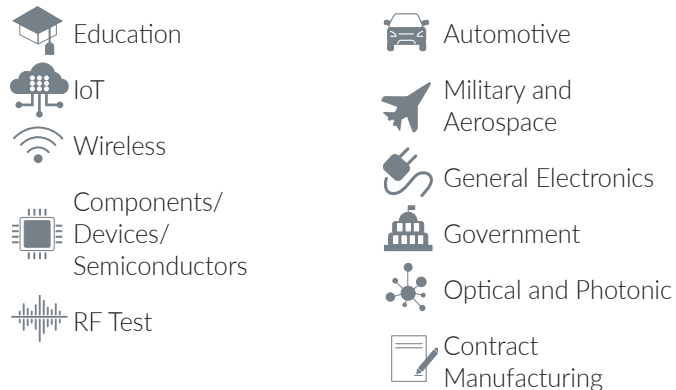 Education
IoT
Wireless
Components/
Devices/
Semiconductors
RF Test
Automotive
Military and
Aerospace
General Electronics
Government
Optical and Photonic
Contract
Manufacturing